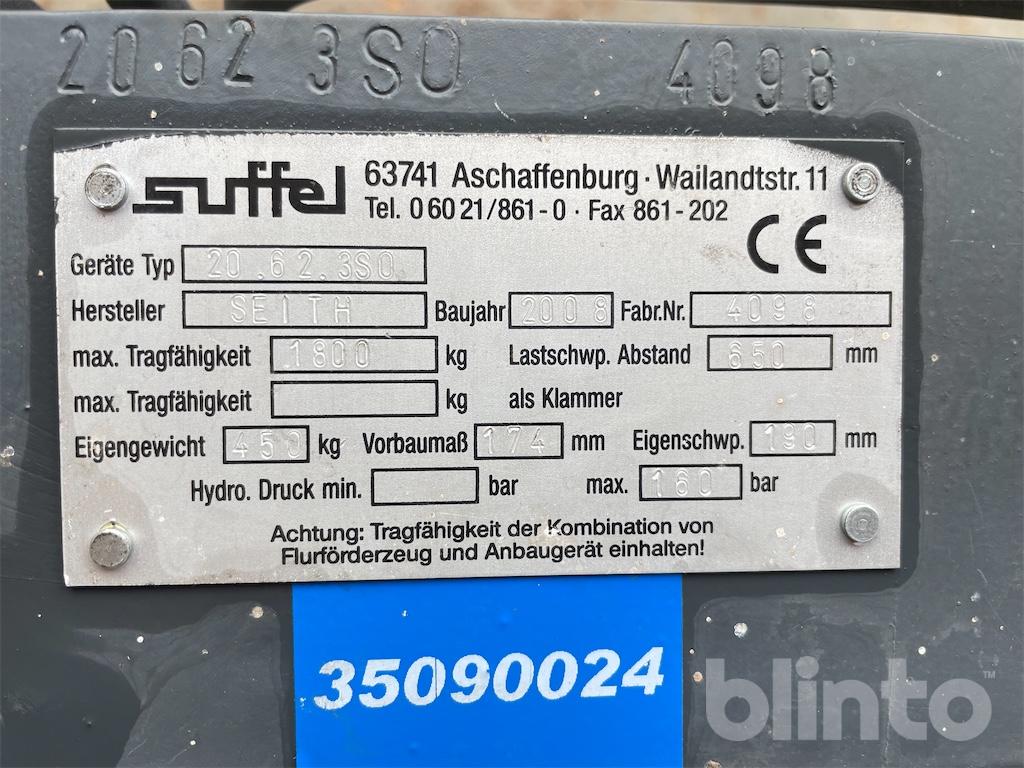 20 62 3SO 4098
suffel 63741 Aschaffenburg · Wailandtstr. 11
Tel. 0 60 21/861-0 · Fax 861-202
CE
Geräte Typ 20.62.3SO
Hersteller SEITH Baujahr 2008 Fabr.Nr. 4098
max. Tragfähigkeit 1800 kg Lastschwp. Abstand 650 mm
max. Tragfähigkeit kg als Klammer
Eigengewicht 450 kg Vorbaumaß 174 mm Eigenschwp. 190 mm
Hydro. Druck min. bar max. 160 bar
Achtung: Tragfähigkeit der Kombination von
Flurförderzeug und Anbaugerät einhalten!
35090024
blinto™